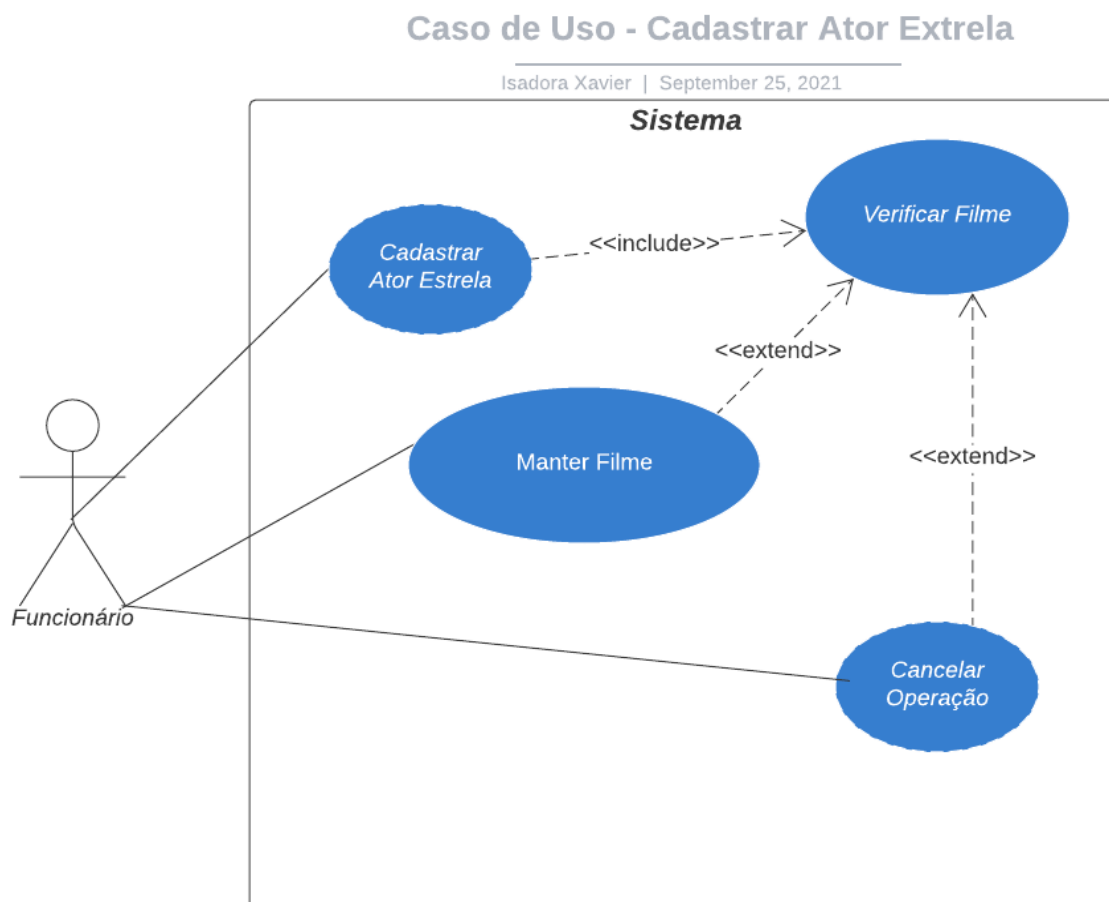 Caso de Uso - Cadastrar Ator Extrela
Isadora Xavier | September 25, 2021
Sistema
Verificar Filme
Cadastrar
Ator Estrela
<<include>>
<<extend>>
Manter Filme
<<extend>>
Funcionário
Cancelar
Operação